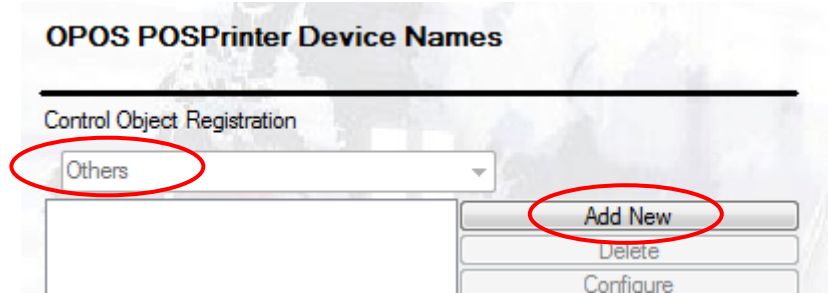 OPOS POSPrinter Device Names
Control Object Registration
Others
Add New
Delete
Configure